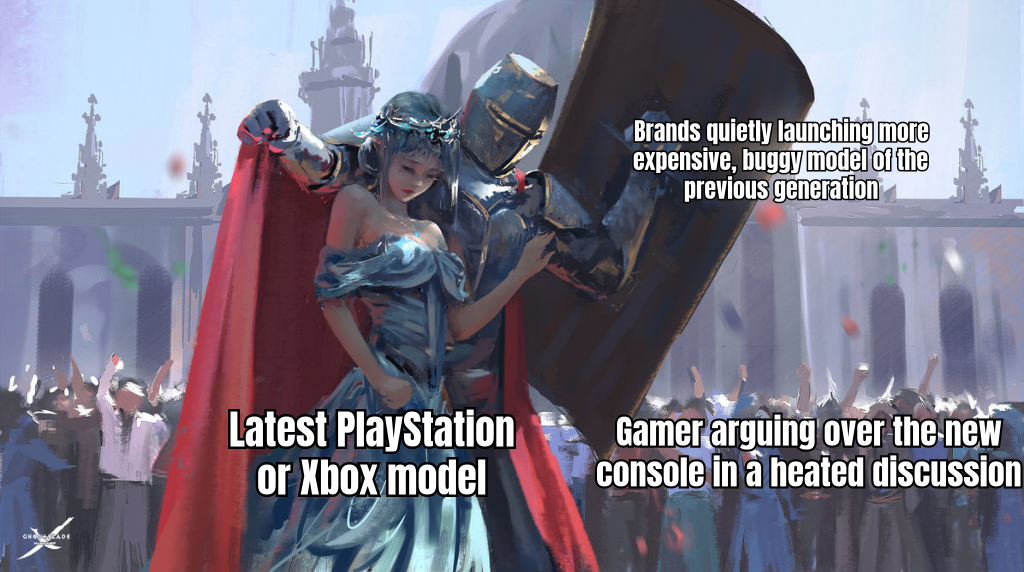 Brands quietly launching more
expensive, buggy model of the
previous generation
Latest PlayStation
or Xbox model
Gamer arguing over the new
console in a heated discussion
GHOSTBLADE